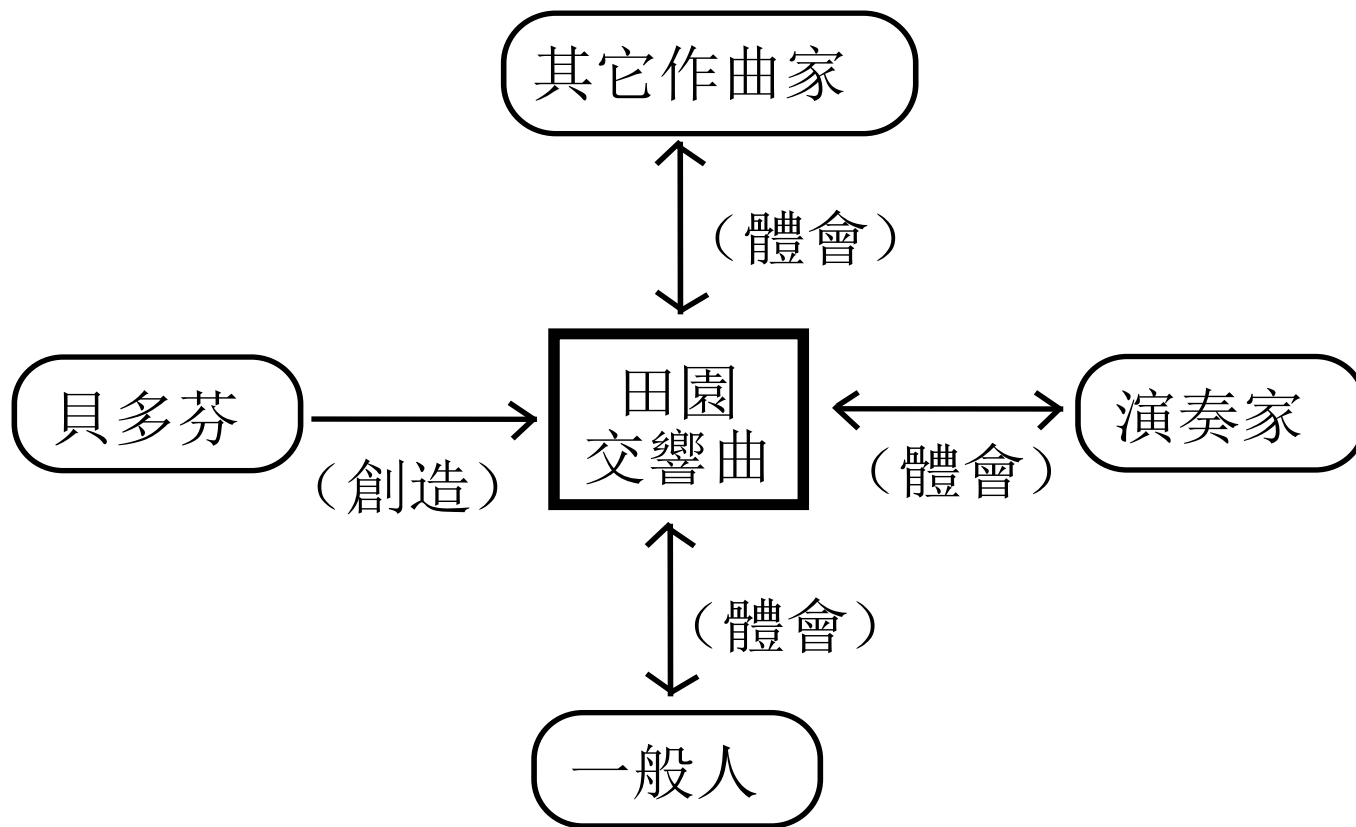 其它作曲家
（體會）
貝多芬
（創造）
田園
交響曲
（體會）
演奏家
（體會）
一般人